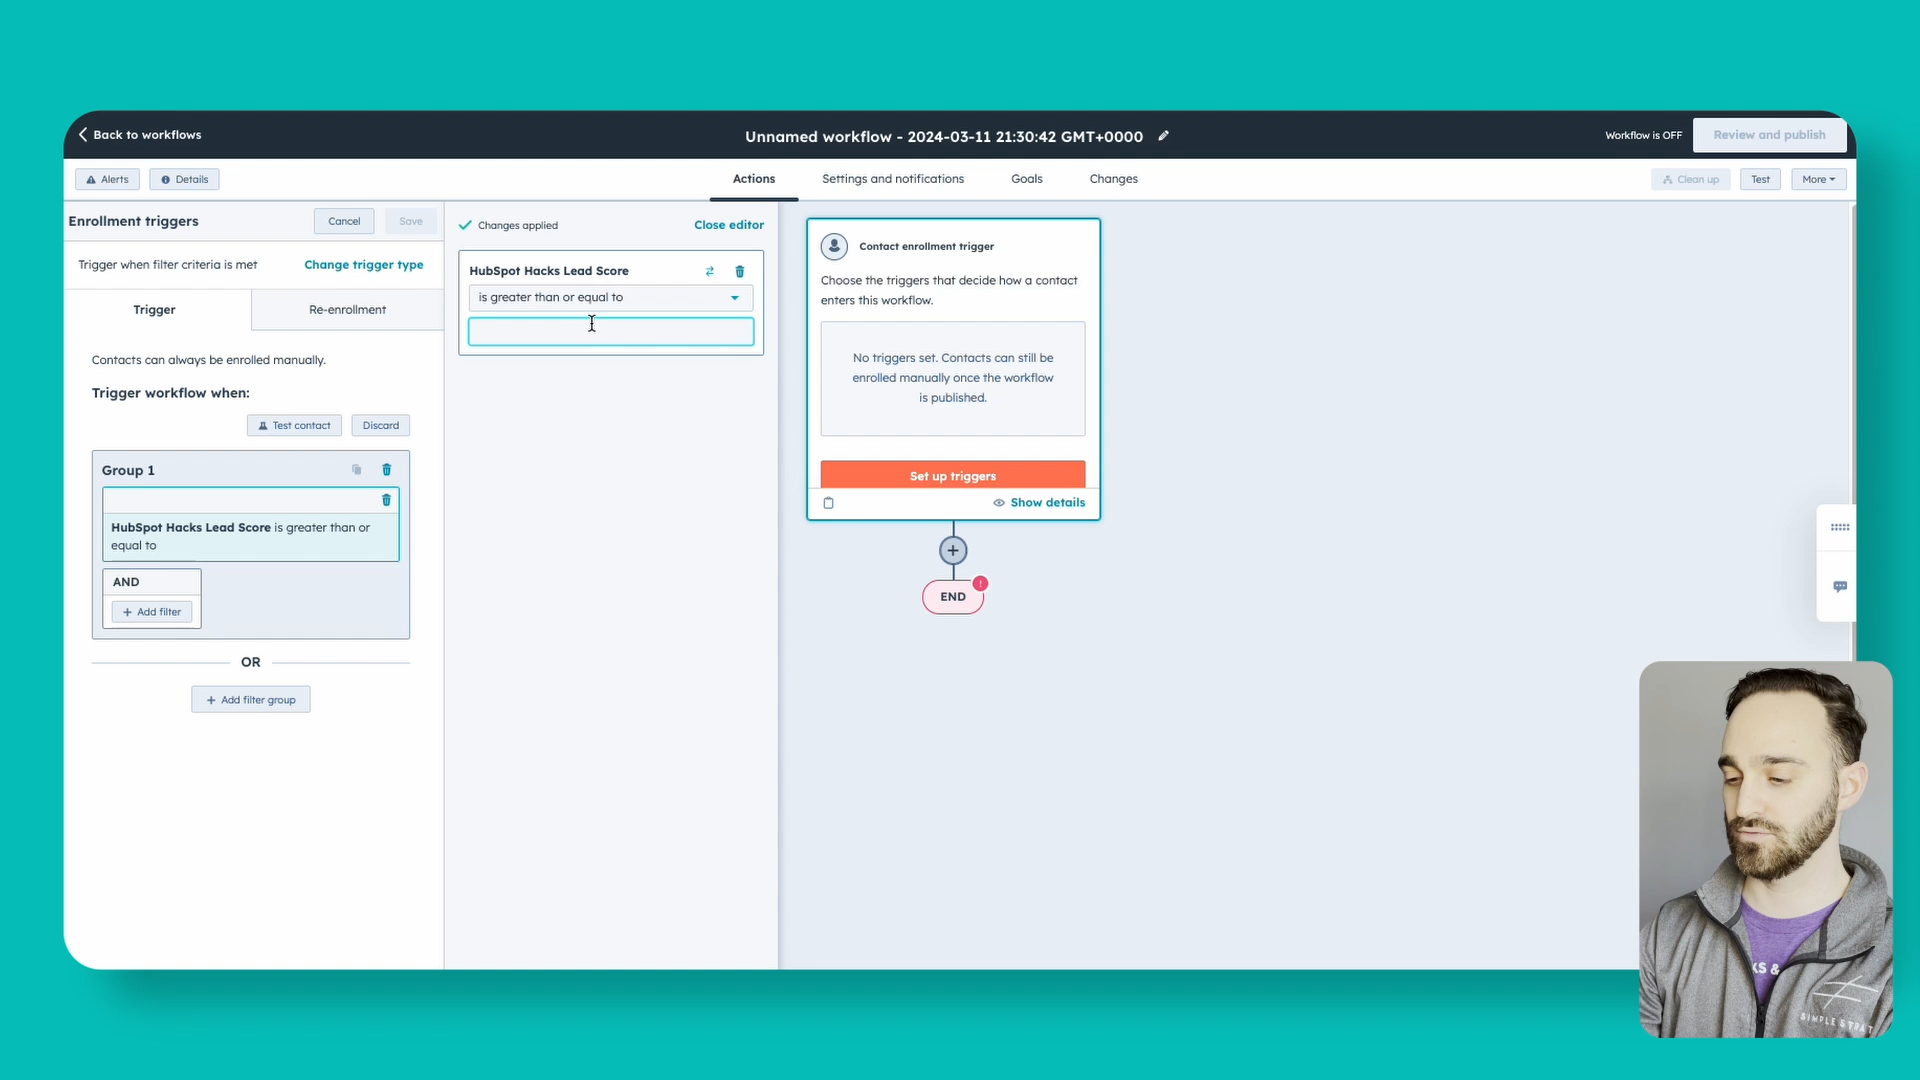 Back to workflows
Unnamed workflow - 2024-03-11 21:30:42 GMT+0000
Workflow is OFF
Review and publish
Alerts
Details
Actions
Settings and notifications
Goals
Changes
Clean up
Test
More
Enrollment triggers
Cancel
Save
Trigger when filter criteria is met
Change trigger type
Trigger
Re-enrollment
Contacts can always be enrolled manually.
Trigger workflow when:
Test contact
Discard
Group 1
HubSpot Hacks Lead Score is greater than or
equal to
AND
+ Add filter
OR
+ Add filter group
Changes applied
Close editor
HubSpot Hacks Lead Score
is greater than or equal to
Contact enrollment trigger
Choose the triggers that decide how a contact
enters this workflow.
No triggers set. Contacts can still be
enrolled manually once the workflow
is published.
Set up triggers
Show details
+
END
!
KS &
SIMPLE STRAT